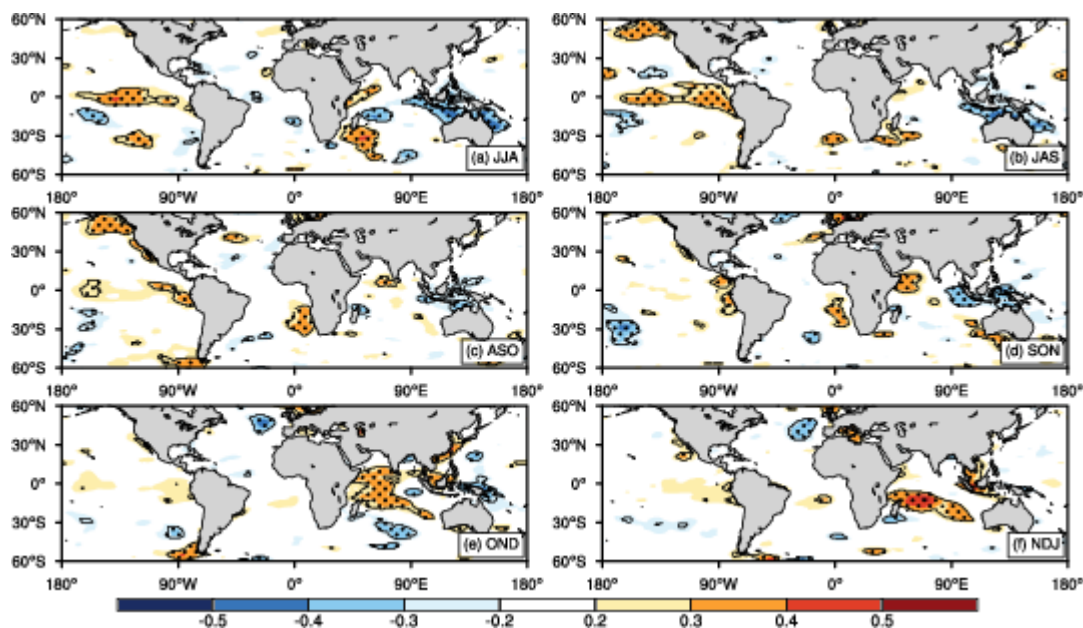 60°N 60°N
30°N 30°N
0° 0°
30°S 30°S
(a) JJA (b) JAS
60°S 60°S
180° 90°W 0° 90°E 180° 180° 90°W 0° 90°E 180°
60°N 60°N
30°N 30°N
0° 0°
30°S 30°S
(c) ASO (d) SON
60°S 60°S
180° 90°W 0° 90°E 180° 180° 90°W 0° 90°E 180°
60°N 60°N
30°N 30°N
0° 0°
30°S 30°S
(e) OND (f) NDJ
60°S 60°S
180° 90°W 0° 90°E 180° 180° 90°W 0° 90°E 180°
-0.5 -0.4 -0.3 -0.2 0.2 0.3 0.4 0.5